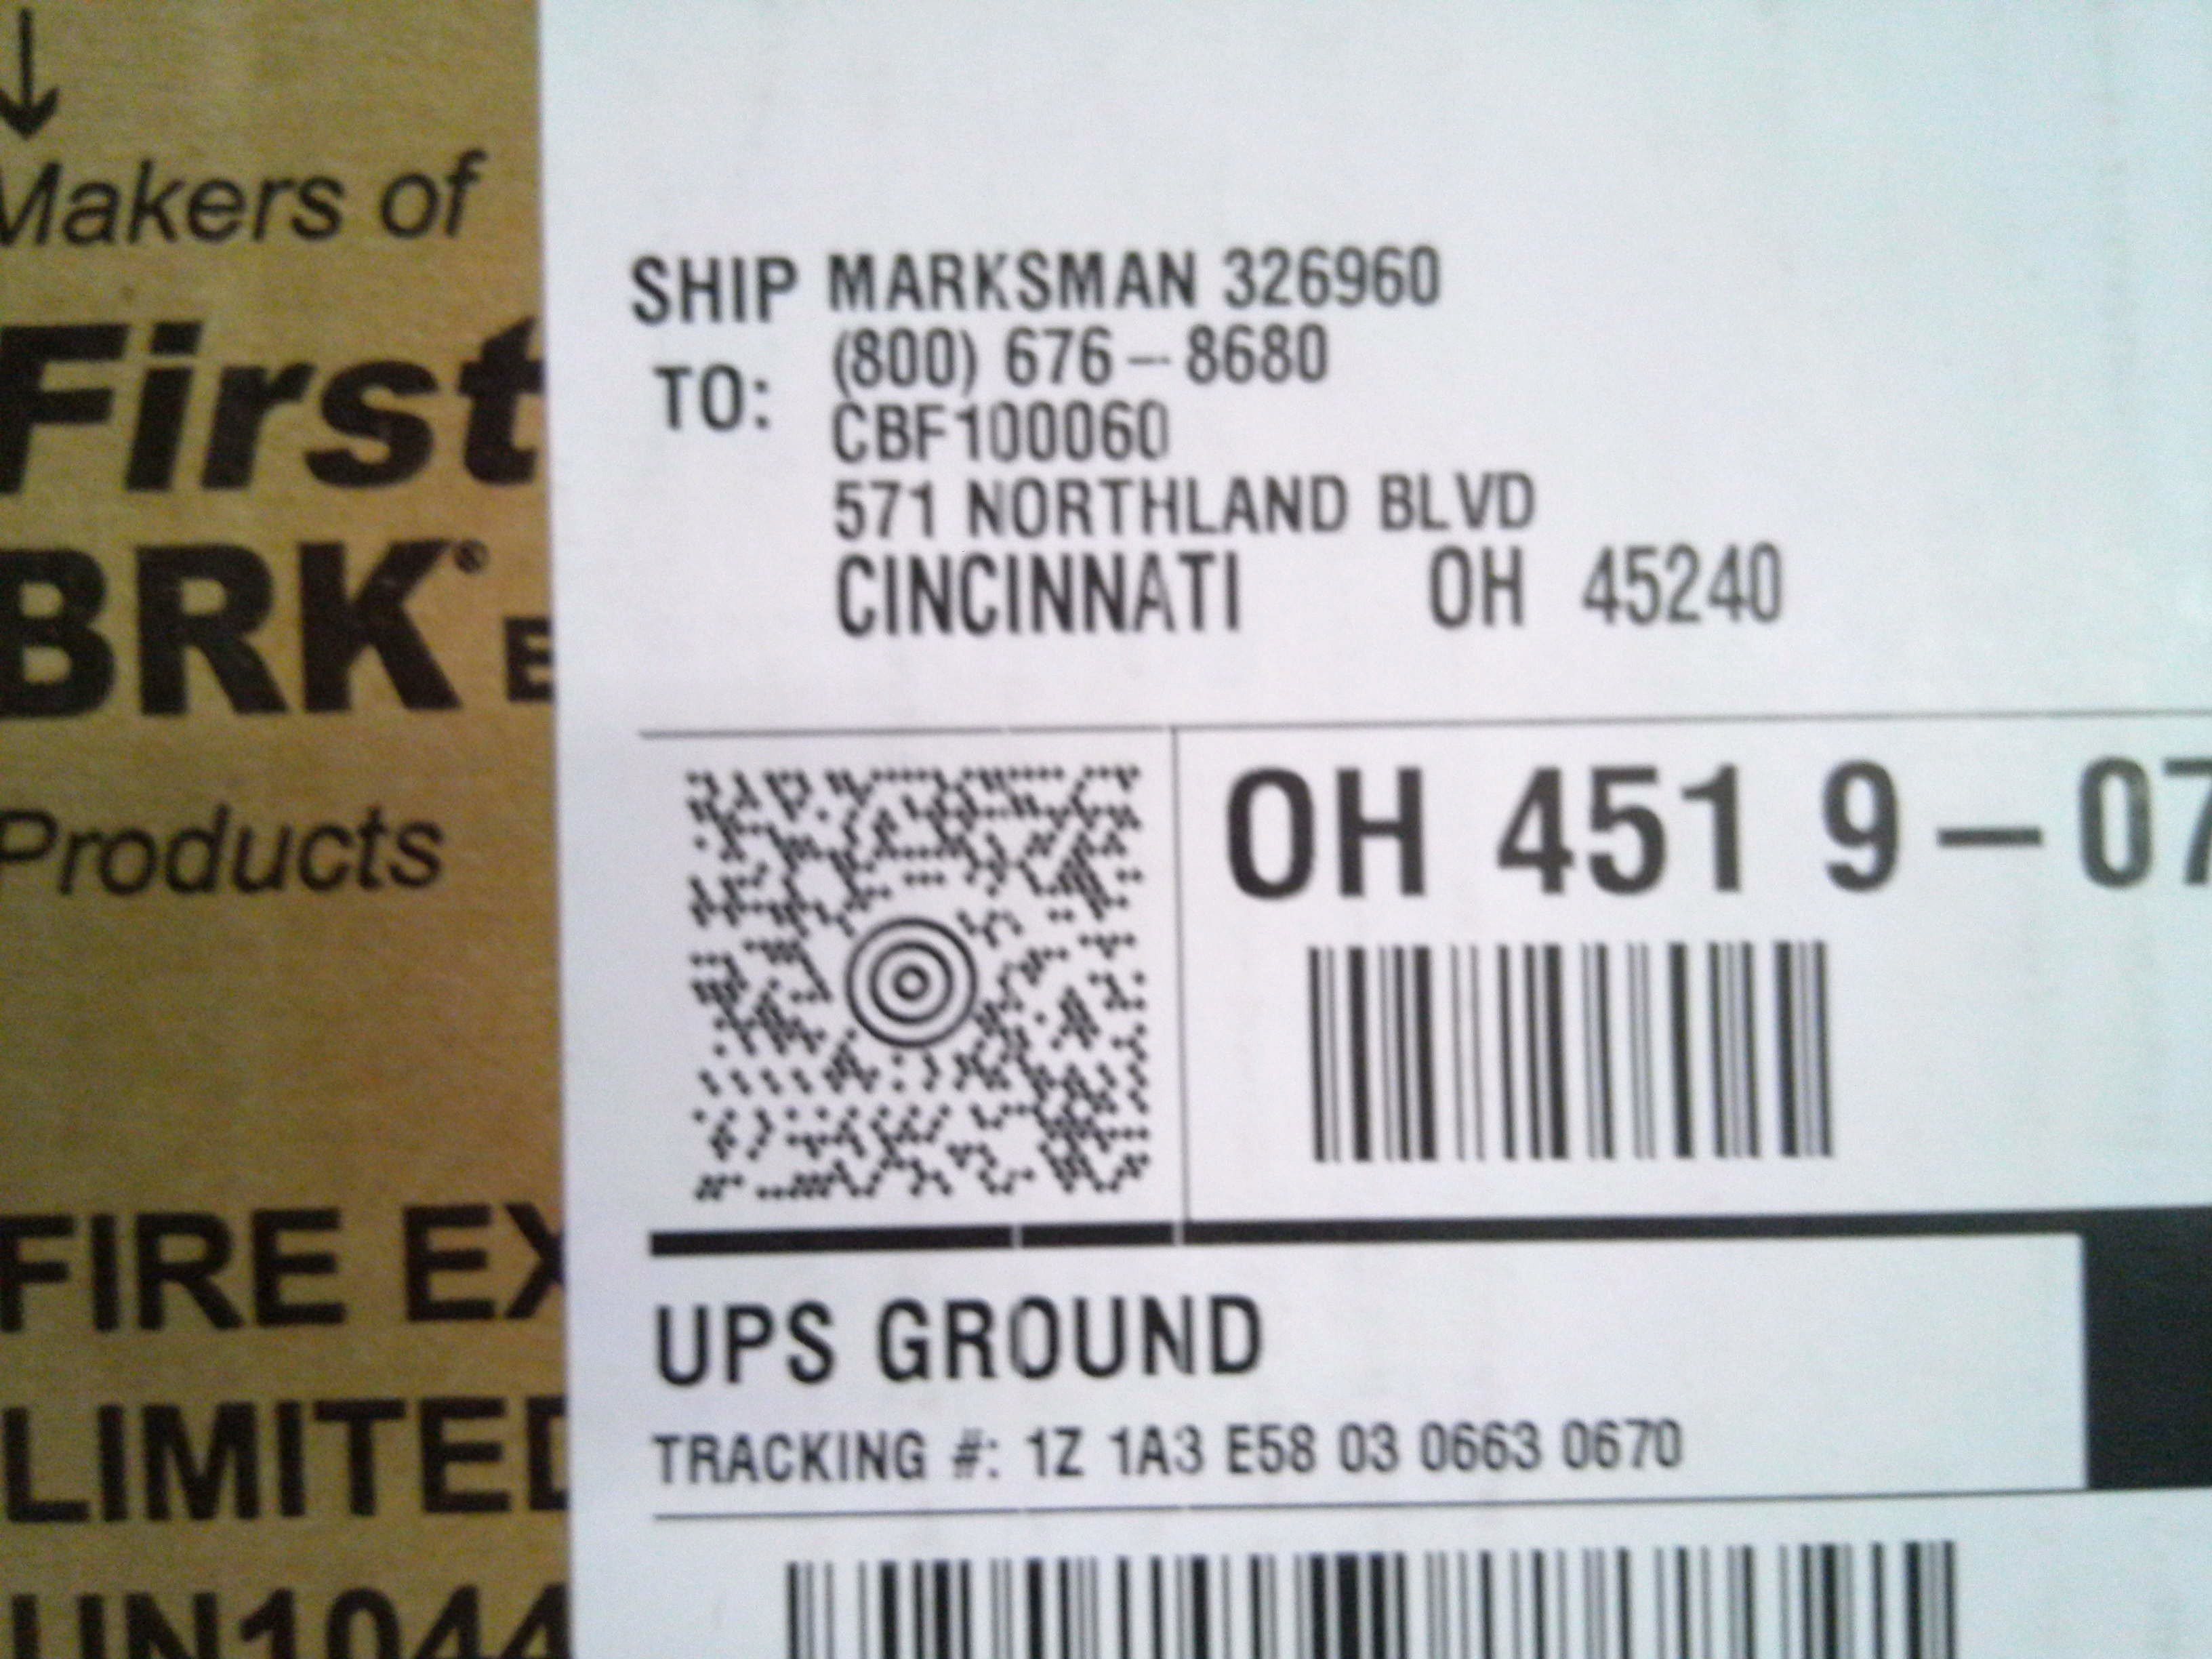 Makers of
First
BRK® E
Products
FIRE EX
LIMITED
UN1044
SHIP TO:
MARKSMAN 326960
(800) 676-8680
CBF100060
571 NORTHLAND BLVD
CINCINNATI OH 45240
OH 451 9-07
UPS GROUND
TRACKING #: 1Z 1A3 E58 03 0663 0670